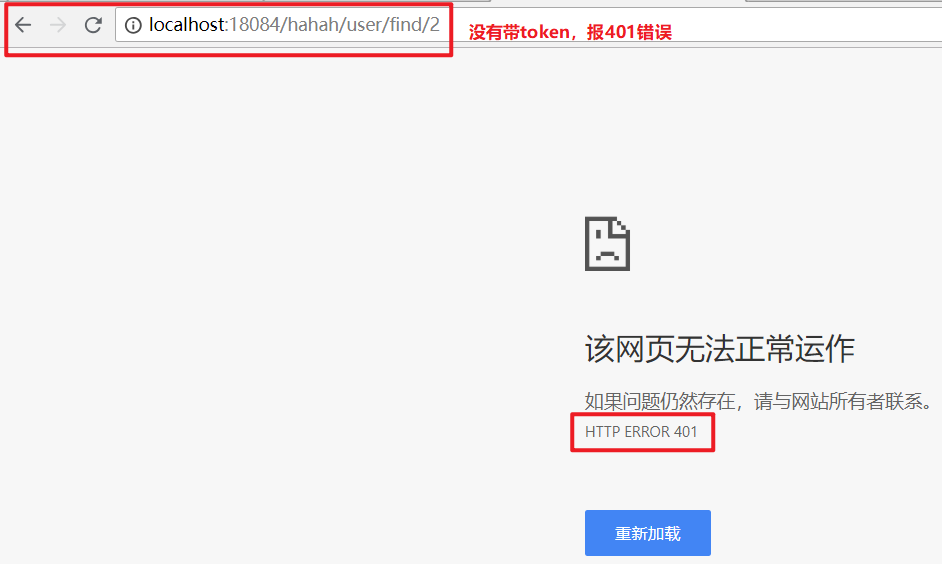 localhost:18084/hahah/user/find/2
没有带token，报401错误
该网页无法正常运作
如果问题仍然存在，请与网站所有者联系。
HTTP ERROR 401
重新加载